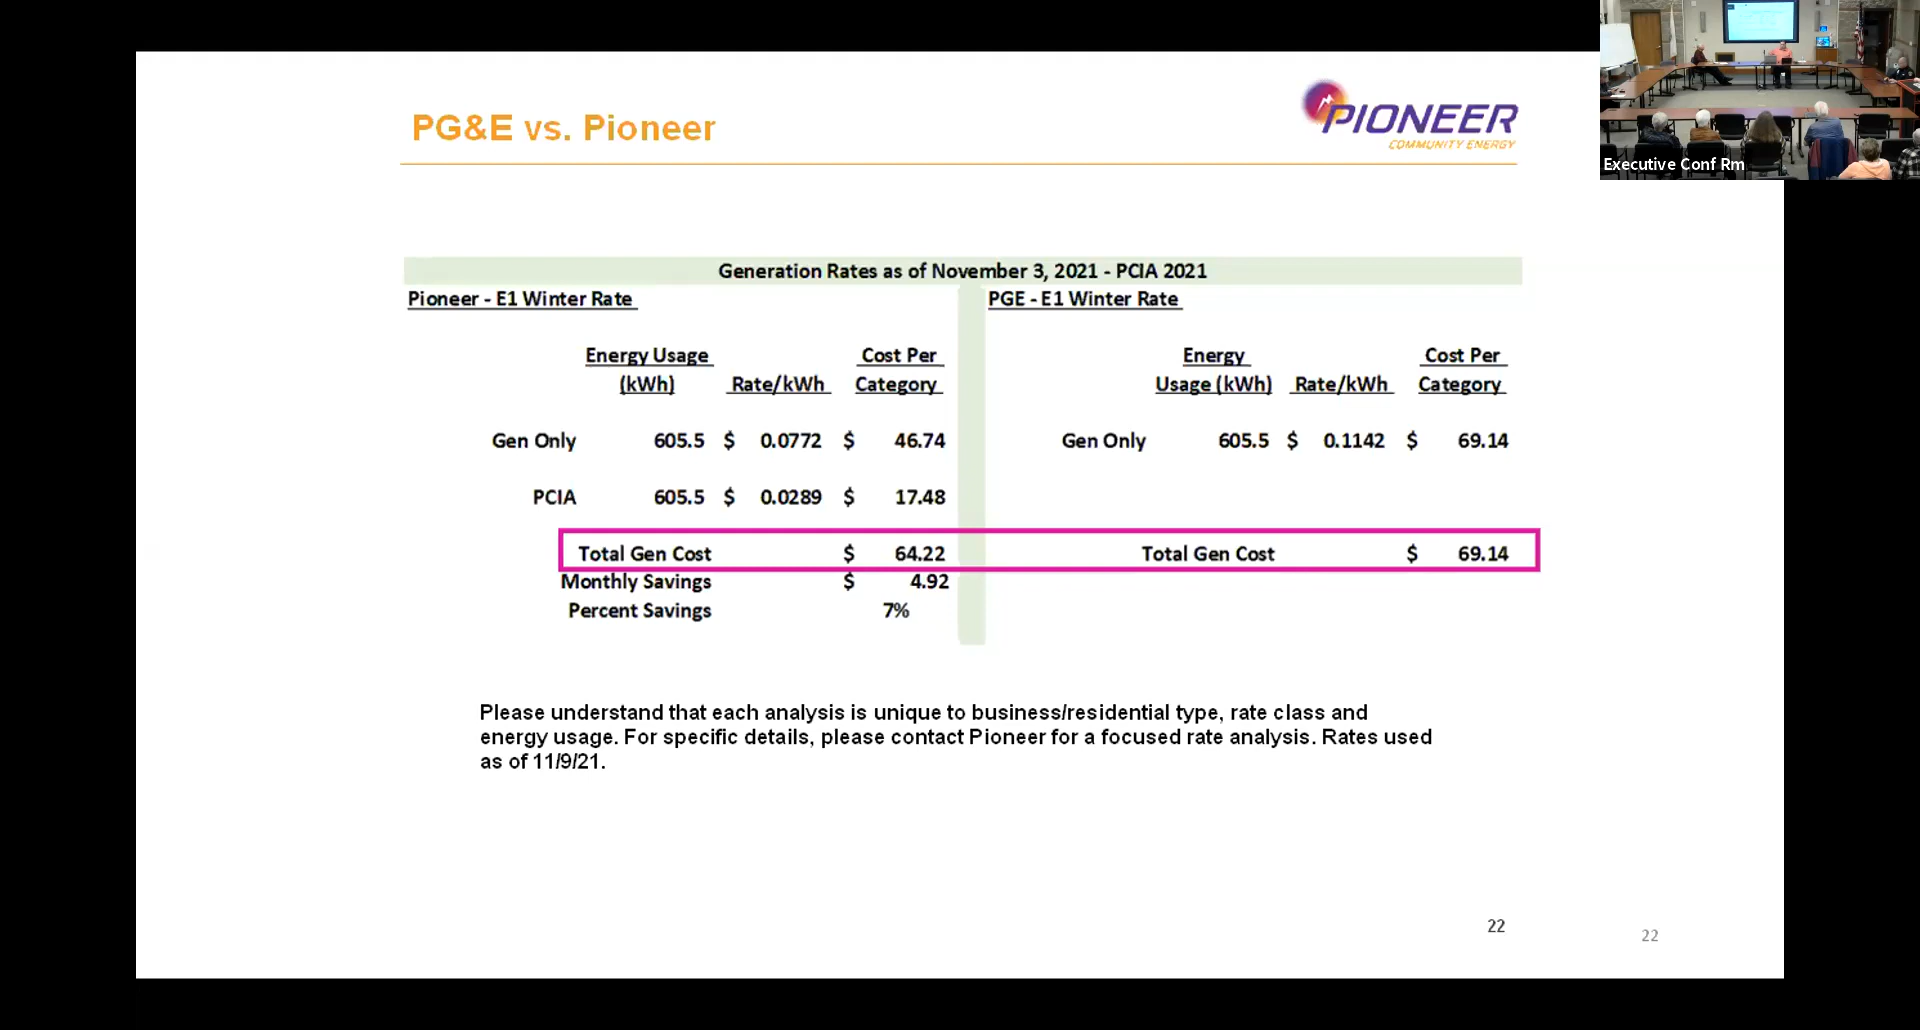 PG&E vs. Pioneer
PIONEER
COMMUNITY ENERGY
Executive Conf Rm
Generation Rates as of November 3, 2021 - PCIA 2021
Pioneer - E1 Winter Rate
PGE - E1 Winter Rate
Energy Usage (kWh) Rate/kWh Cost Per Category
Energy Usage (kWh) Rate/kWh Cost Per Category
Gen Only 605.5 $ 0.0772 $ 46.74
Gen Only 605.5 $ 0.1142 $ 69.14
PCIA 605.5 $ 0.0289 $ 17.48
Total Gen Cost $ 64.22
Total Gen Cost $ 69.14
Monthly Savings $ 4.92
Percent Savings 7%
Please understand that each analysis is unique to business/residential type, rate class and
energy usage. For specific details, please contact Pioneer for a focused rate analysis. Rates used
as of 11/9/21.
22
22